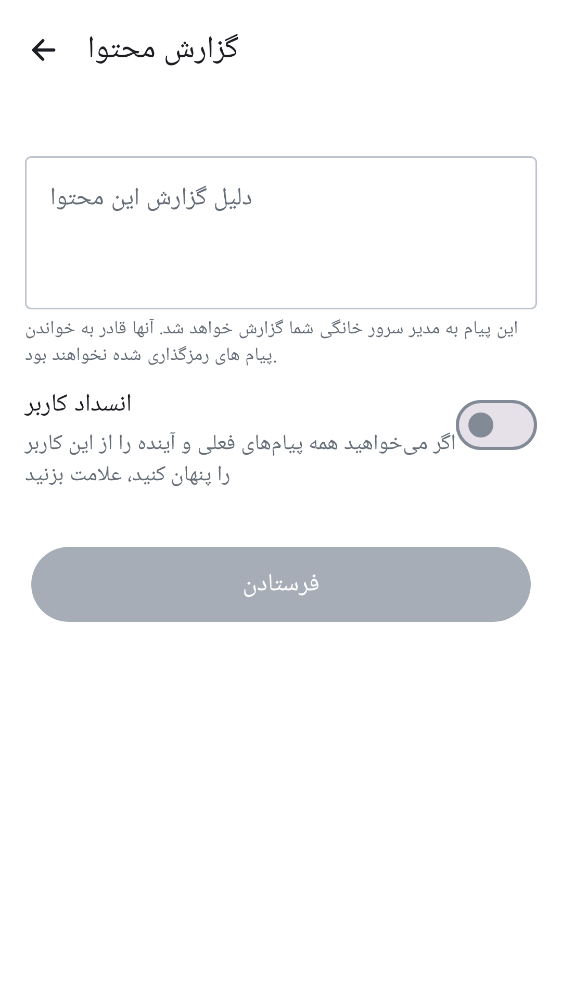 گزارش محتوا
دلیل گزارش این محتوا
این پیام به مدیر سرور خانگی شما گزارش خواهد شد. آنها قادر به خواندن
پیام های رمزگذاری شده نخواهند بود.
انسداد کاربر
اگر می‌خواهید همه پیام‌های فعلی و آینده را از این کاربر
را پنهان کنید، علامت بزنید
فرستادن